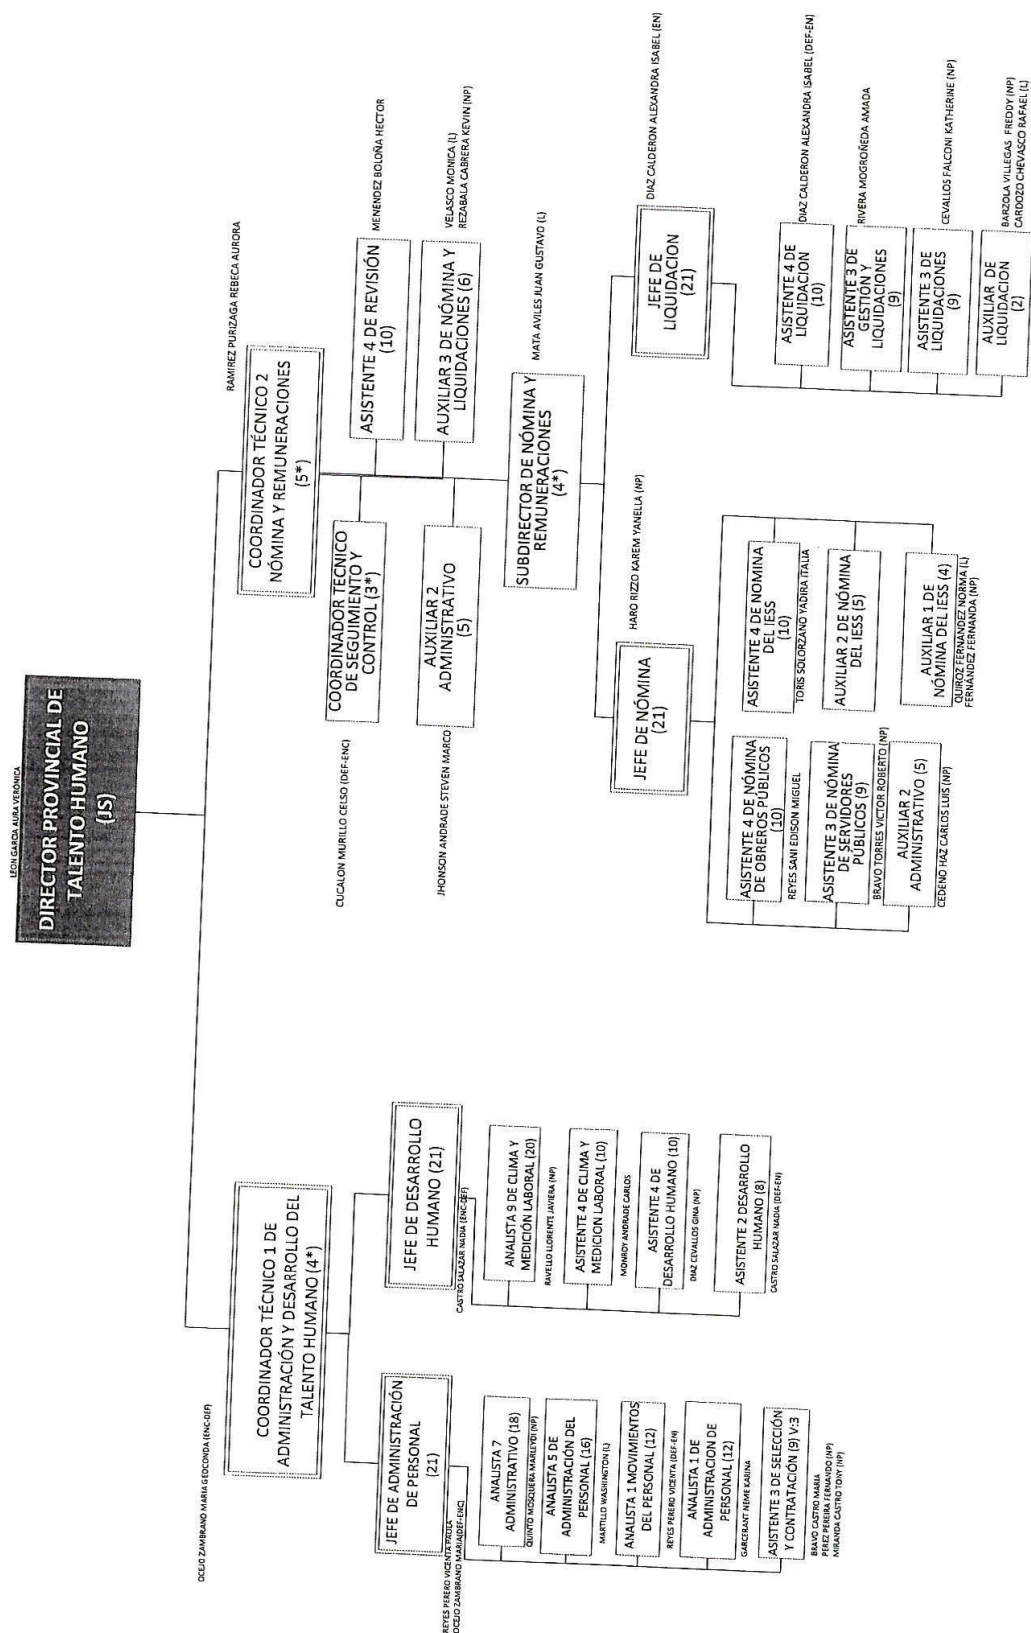 LEON GARCIA AURA VERONICA
DIRECTOR PROVINCIAL DE
TALENTO HUMANO
(JS)
OCEJO ZAMBRANO MARIA GEOCONDA (ENC-DEF)
COORDINADOR TÉCNICO 1 DE
ADMINISTRACIÓN Y DESARROLLO DEL
TALENTO HUMANO (4*)
JEFE DE ADMINISTRACIÓN
DE PERSONAL
(21)
REYES PERERO VICENTA PAULA
OCEJO ZAMBRANO MARIA(DEF-ENC)
ANALISTA 7
ADMINISTRATIVO (18)
QUINTO MOSQUERA MARLEYDI (NP)
ANALISTA 5 DE
ADMINISTRACIÓN DEL
PERSONAL (16)
MARTILLO WASHINGTON (L)
ANALISTA 1 MOVIMIENTOS
DEL PERSONAL (12)
REYES PERERO VICENTA (DEF-EN)
ANALISTA 1 DE
ADMINISTRACION DE
PERSONAL (12)
GARCERANT NEME KARINA
ASISTENTE 3 DE SELECCIÓN
Y CONTRATACIÓN (9) V:3
BRAVO CASTRO MARIA
PEREZ PEREIRA FERNANDO (NP)
MIRANDA CASTRO TONY (NP)
JEFE DE DESARROLLO
HUMANO (21)
CASTRO SALAZAR NADIA (ENC-DEF)
ANALISTA 9 DE CLIMA Y
MEDICIÓN LABORAL (20)
RAVELLO LLORENTE JAVIERA (NP)
ASISTENTE 4 DE CLIMA Y
MEDICION LABORAL (10)
MONROY ANDRADE CARLOS
ASISTENTE 4 DE
DESARROLLO HUMANO (10)
DIAZ CEVALLOS GINA (NP)
ASISTENTE 2 DESARROLLO
HUMANO (8)
CASTRO SALAZAR NADIA (DEF-EN)
RAMIREZ PURIZAGA REBECA AURORA
COORDINADOR TÉCNICO 2
NÓMINA Y REMUNERACIONES
(5*)
CUCALON MURILLO CELSO (DEF-ENC)
COORDINADOR TECNICO
DE SEGUIMIENTO Y
CONTROL (3*)
MENENDEZ BOLOÑA HECTOR
ASISTENTE 4 DE REVISIÓN
(10)
JHONSON ANDRADE STEVEN MARCO
AUXILIAR 2
ADMINISTRATIVO
(5)
VELASCO MONICA (L)
REZABALA CABRERA KEVIN (NP)
AUXILIAR 3 DE NÓMINA Y
LIQUIDACIONES (6)
MATA AVILES JUAN GUSTAVO (L)
SUBDIRECTOR DE NÓMINA Y
REMUNERACIONES
(4*)
HARO RIZZO KAREM YANELLA (NP)
JEFE DE NÓMINA
(21)
ASISTENTE 4 DE NÓMINA
DE OBREROS PÚBLICOS
(10)
REYES SANI EDISON MIGUEL
ASISTENTE 3 DE NÓMINA
DE SERVIDORES
PÚBLICOS (9)
BRAVO TORRES VICTOR ROBERTO (NP)
AUXILIAR 2
ADMINISTRATIVO (5)
CEDEÑO HAZ CARLOS LUIS (NP)
ASISTENTE 4 DE NOMINA
DEL IESS
(10)
TORIS SOLORZANO YADIRA ITALIA
AUXILIAR 2 DE NÓMINA
DEL IESS (5)
AUXILIAR 1 DE
NÓMINA DEL IESS (4)
QUIROZ FERNANDEZ NORMA (L)
FERNÁNDEZ FERNANDA (NP)
DIAZ CALDERON ALEXANDRA ISABEL (EN)
JEFE DE
LIQUIDACION
(21)
DIAZ CALDERON ALEXANDRA ISABEL (DEF-EN)
ASISTENTE 4 DE
LIQUIDACION
(10)
RIVERA MOGROÑEDA AMADA
ASISTENTE 3 DE
GESTIÓN Y
LIQUIDACIONES
(9)
CEVALLOS FALCONI KATHERINE (NP)
ASISTENTE 3 DE
LIQUIDACIONES
(9)
BARZOLA VILLEGAS FREDDY (NP)
CARDOZO CHEVASCO RAFAEL (L)
AUXILIAR DE
LIQUIDACION
(2)